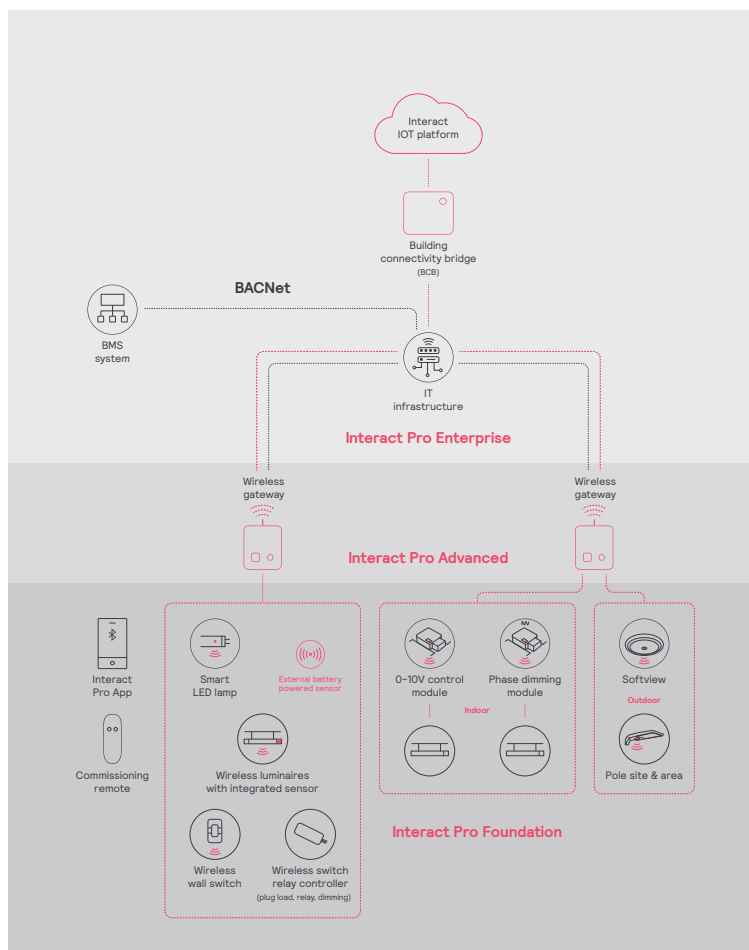 Interact
IOT platform
Building
connectivity bridge
(BCB)
BACNet
BMS
system
IT
infrastructure
Interact Pro Enterprise
Wireless
gateway
Wireless
gateway
Interact Pro Advanced
Interact
Pro App
Smart
LED lamp
External battery
powered sensor
0-10V control
module
Phase dimming
module
Softview
Indoor
Outdoor
Commissioning
remote
Wireless luminaires
with integrated sensor
Pole site & area
Interact Pro Foundation
Wireless
wall switch
Wireless switch
relay controller
(plug load, relay, dimming)